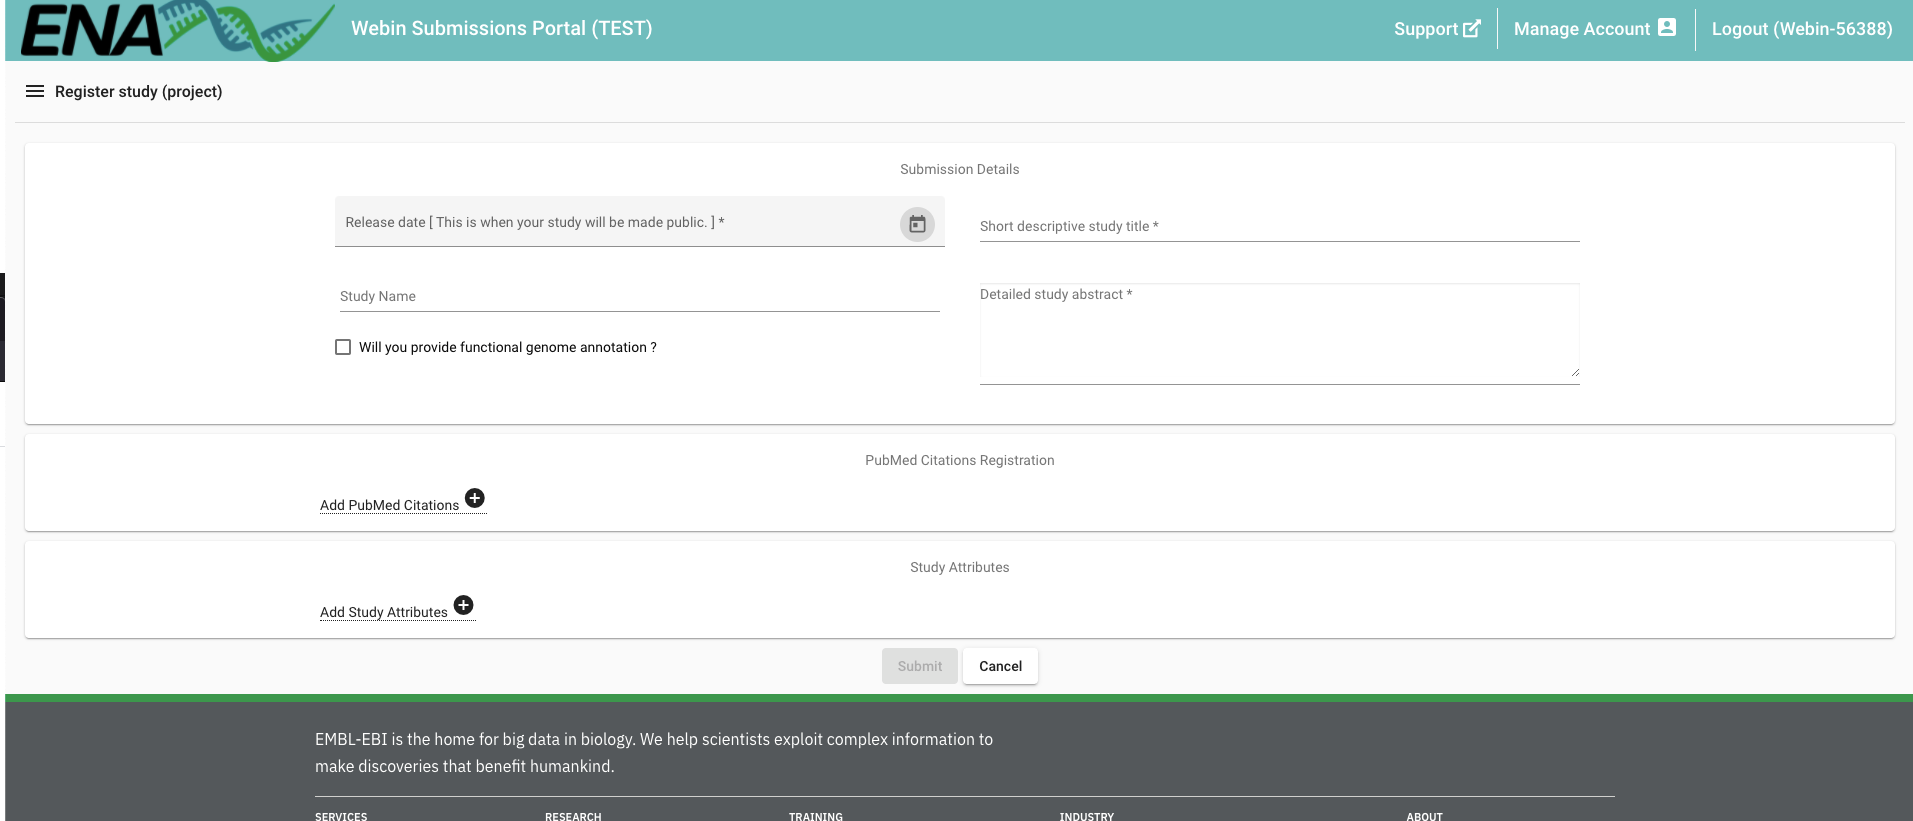 ENA
Webin Submissions Portal (TEST)
Support
Manage Account
Logout (Webin-56388)
Register study (project)
Submission Details
Release date [ This is when your study will be made public. ] *
Short descriptive study title *
Study Name
Detailed study abstract *
Will you provide functional genome annotation ?
PubMed Citations Registration
Add PubMed Citations
Study Attributes
Add Study Attributes
Submit
Cancel
EMBL-EBI is the home for big data in biology. We help scientists exploit complex information to
make discoveries that benefit humankind.
SERVICES
RESEARCH
TRAINING
INDUSTRY
ABOUT